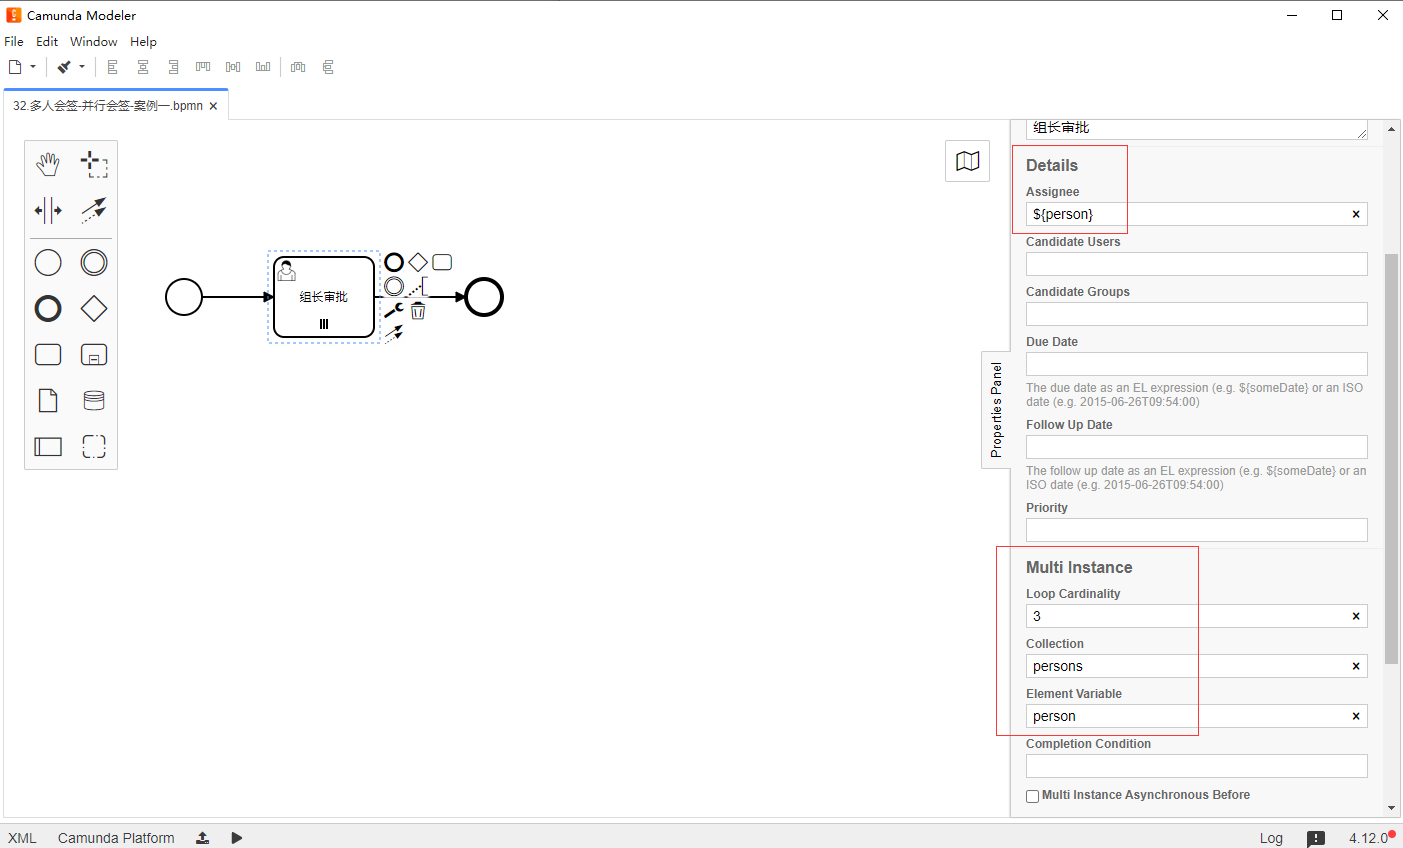 Camunda Modeler
File Edit Window Help
32.多人会签-并行会签-案例一.bpmn ×
组长审批
组长审批
Details
Assignee
${person} ×
Candidate Users
Candidate Groups
Due Date
The due date as an EL expression (e.g. ${someDate} or an ISO
date (e.g. 2015-06-26T09:54:00)
Follow Up Date
The follow up date as an EL expression (e.g. ${someDate} or an
ISO date (e.g. 2015-06-26T09:54:00)
Priority
Properties Panel
Multi Instance
Loop Cardinality
3 ×
Collection
persons ×
Element Variable
person ×
Completion Condition
Multi Instance Asynchronous Before
XML Camunda Platform Log 4.12.0